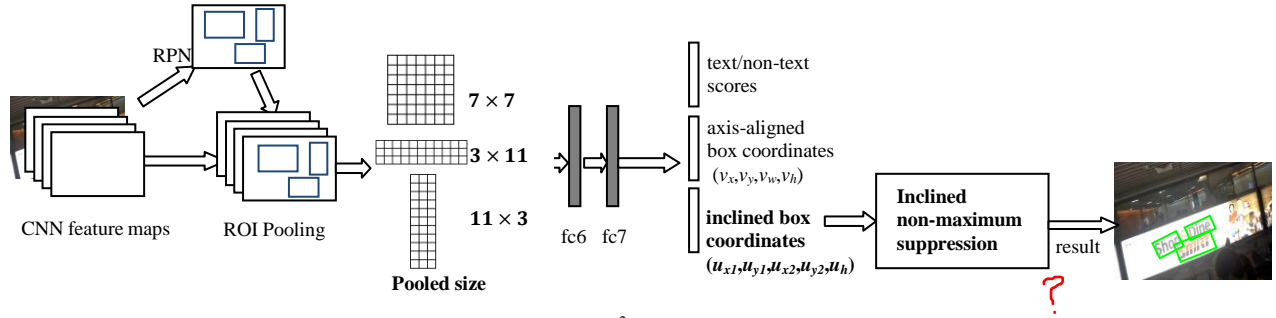 RPN
7 × 7
3 × 11
11 × 3
Pooled size
CNN feature maps
ROI Pooling
fc6
fc7
text/non-text
scores
axis-aligned
box coordinates
(vx,vy,vw,vh)
inclined box
coordinates
(ux1,uy1,ux2,uy2,uh)
Inclined
non-maximum
suppression
result
Shop
Dine
?